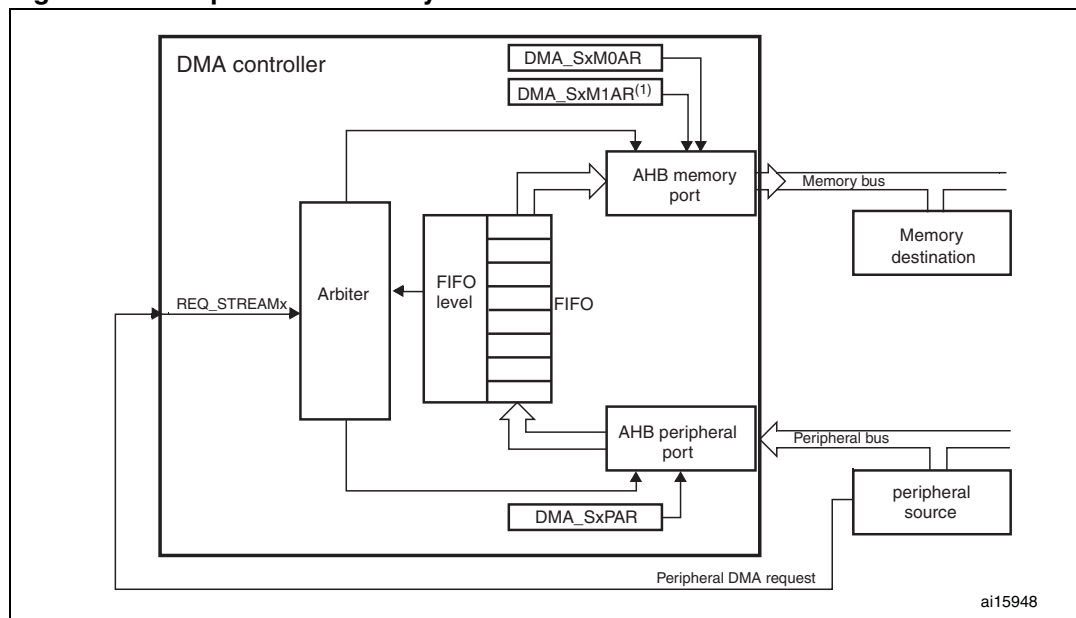 DMA controller
DMA_SxM0AR
DMA_SxM1AR(1)
AHB memory
port
Memory bus
Memory
destination
REQ_STREAMx
Arbiter
FIFO
level
FIFO
AHB peripheral
port
Peripheral bus
peripheral
source
DMA_SxPAR
Peripheral DMA request
ai15948